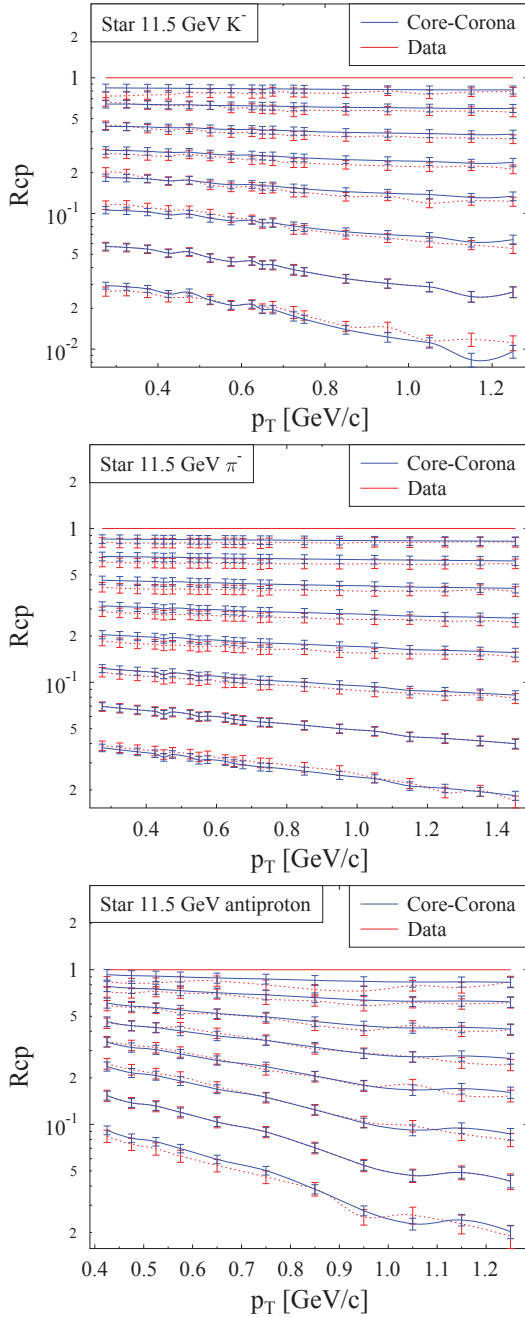 Star 11.5 GeV K⁻
Core-Corona
Data
2
1
5
2
10⁻¹
5
2
10⁻²
Rcp
0.4 0.6 0.8 1.0 1.2
p_T [GeV/c]
Star 11.5 GeV π⁻
Core-Corona
Data
2
1
5
2
10⁻¹
5
2
Rcp
0.4 0.6 0.8 1.0 1.2 1.4
p_T [GeV/c]
Star 11.5 GeV antiproton
Core-Corona
Data
2
1
5
2
10⁻¹
5
2
Rcp
0.4 0.5 0.6 0.7 0.8 0.9 1.0 1.1 1.2
p_T [GeV/c]